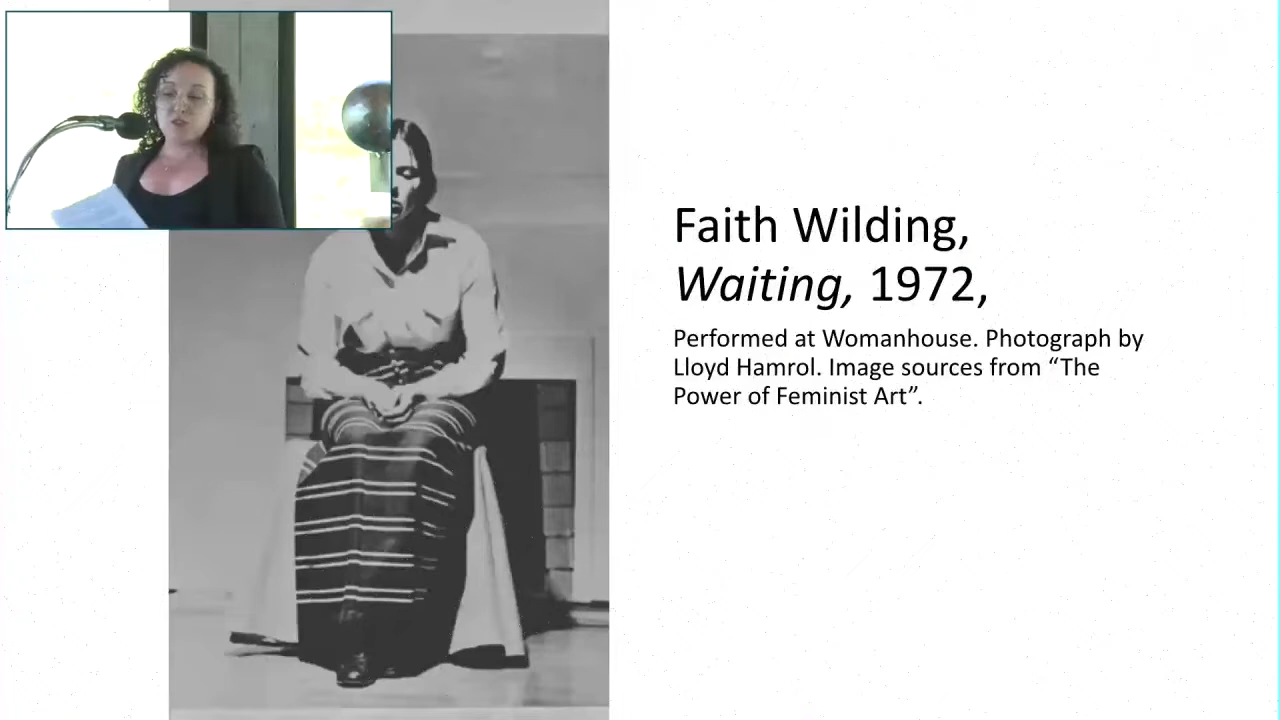 Faith Wilding,
Waiting, 1972,
Performed at Womanhouse. Photograph by
Lloyd Hamrol. Image sources from “The
Power of Feminist Art”.